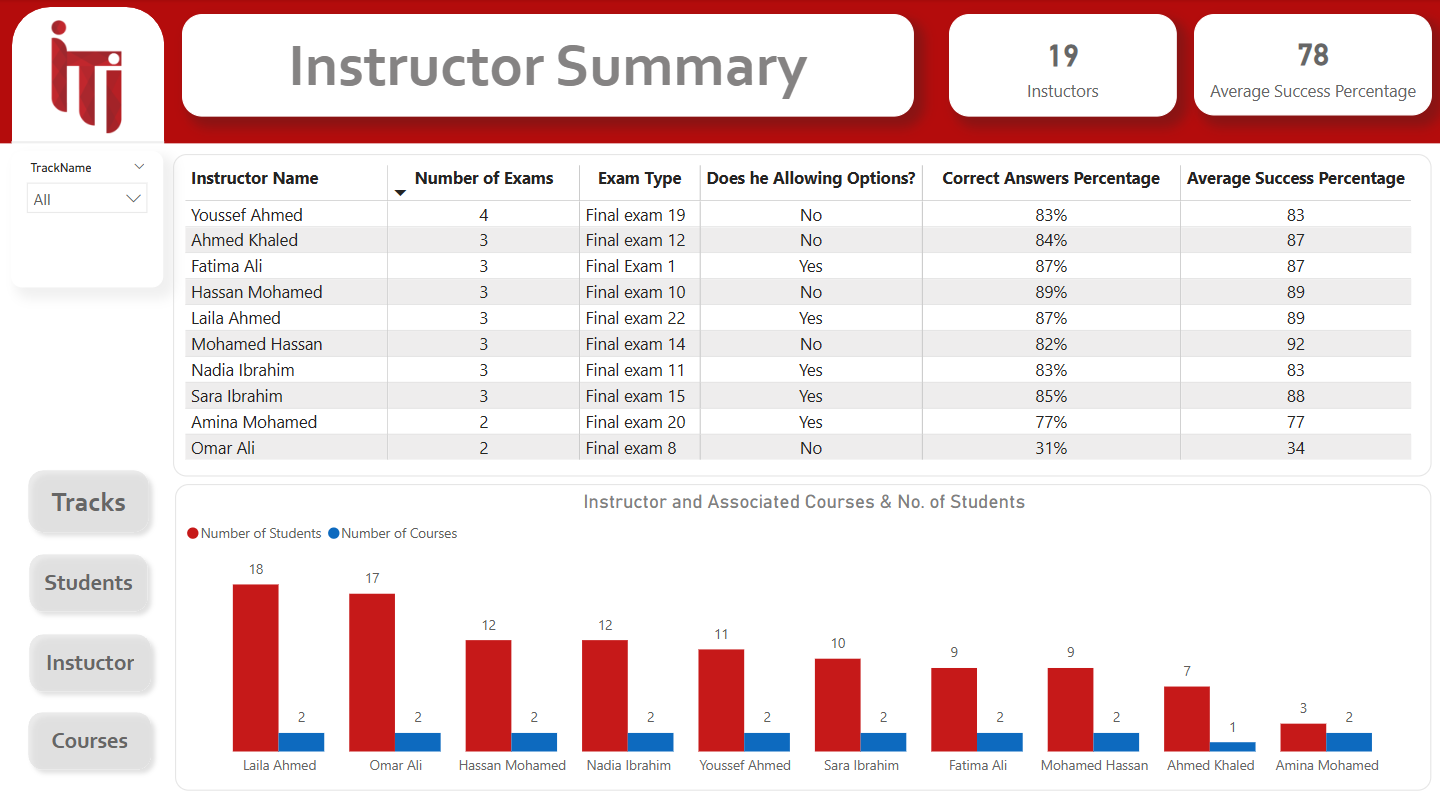 iTi
Instructor Summary
19
Instuctors
78
Average Success Percentage
TrackName
All
Instructor Name Number of Exams Exam Type Does he Allowing Options? Correct Answers Percentage Average Success Percentage
Youssef Ahmed 4 Final exam 19 No 83% 83
Ahmed Khaled 3 Final exam 12 No 84% 87
Fatima Ali 3 Final Exam 1 Yes 87% 87
Hassan Mohamed 3 Final exam 10 No 89% 89
Laila Ahmed 3 Final exam 22 Yes 87% 89
Mohamed Hassan 3 Final exam 14 No 82% 92
Nadia Ibrahim 3 Final exam 11 Yes 83% 83
Sara Ibrahim 3 Final exam 15 Yes 85% 88
Amina Mohamed 2 Final exam 20 Yes 77% 77
Omar Ali 2 Final exam 8 No 31% 34
Tracks
Students
Instuctor
Courses
Instructor and Associated Courses & No. of Students
Number of Students Number of Courses
18 2 17 2 12 2 12 2 11 2 10 2 9 2 9 2 7 1 3 2
Laila Ahmed Omar Ali Hassan Mohamed Nadia Ibrahim Youssef Ahmed Sara Ibrahim Fatima Ali Mohamed Hassan Ahmed Khaled Amina Mohamed